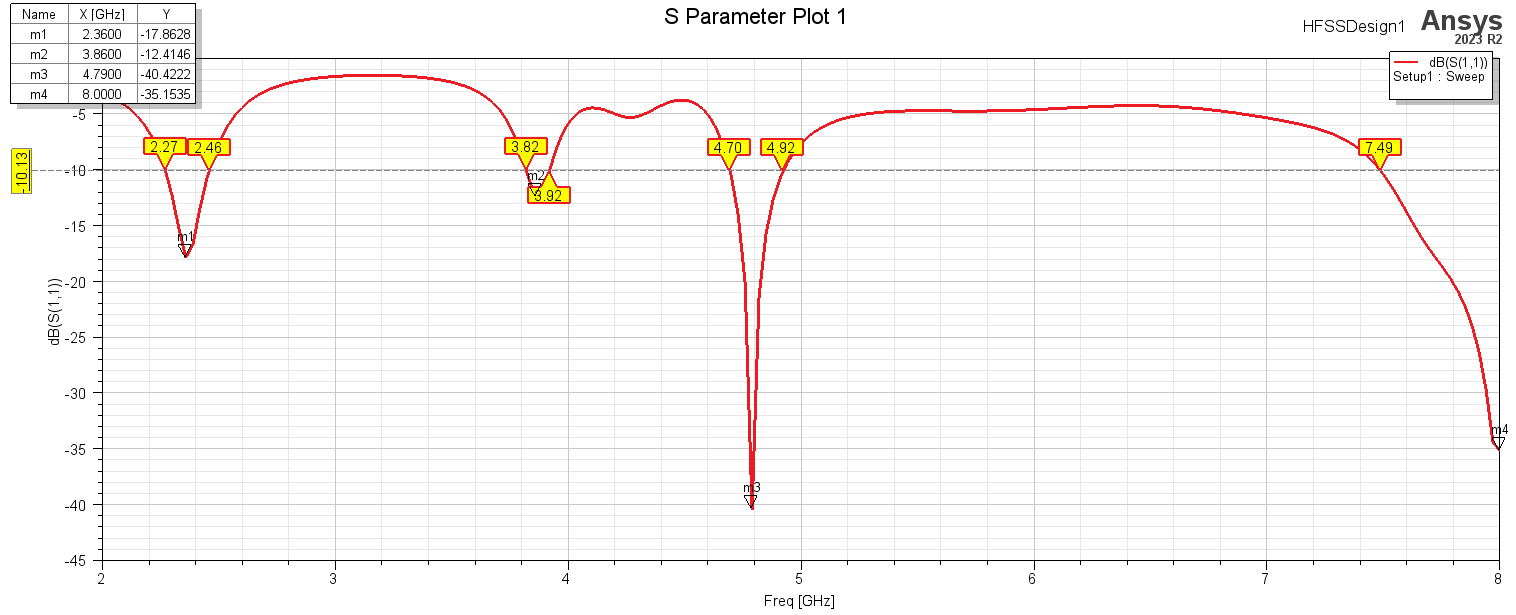 S Parameter Plot 1
HFSSDesign1
Ansys
2023 R2
Name X [GHz] Y
m1 2.3600 -17.8628
m2 3.8600 -12.4146
m3 4.7900 -40.4222
m4 8.0000 -35.1535
dB(S(1,1))
Setup1 : Sweep
-5
-10
-15
-20
-25
-30
-35
-40
-45
-10.13
dB(S(1,1))
2.27
2.46
3.82
3.92
4.70
4.92
7.49
m1
m2
m3
m4
2 3 4 5 6 7 8
Freq [GHz]